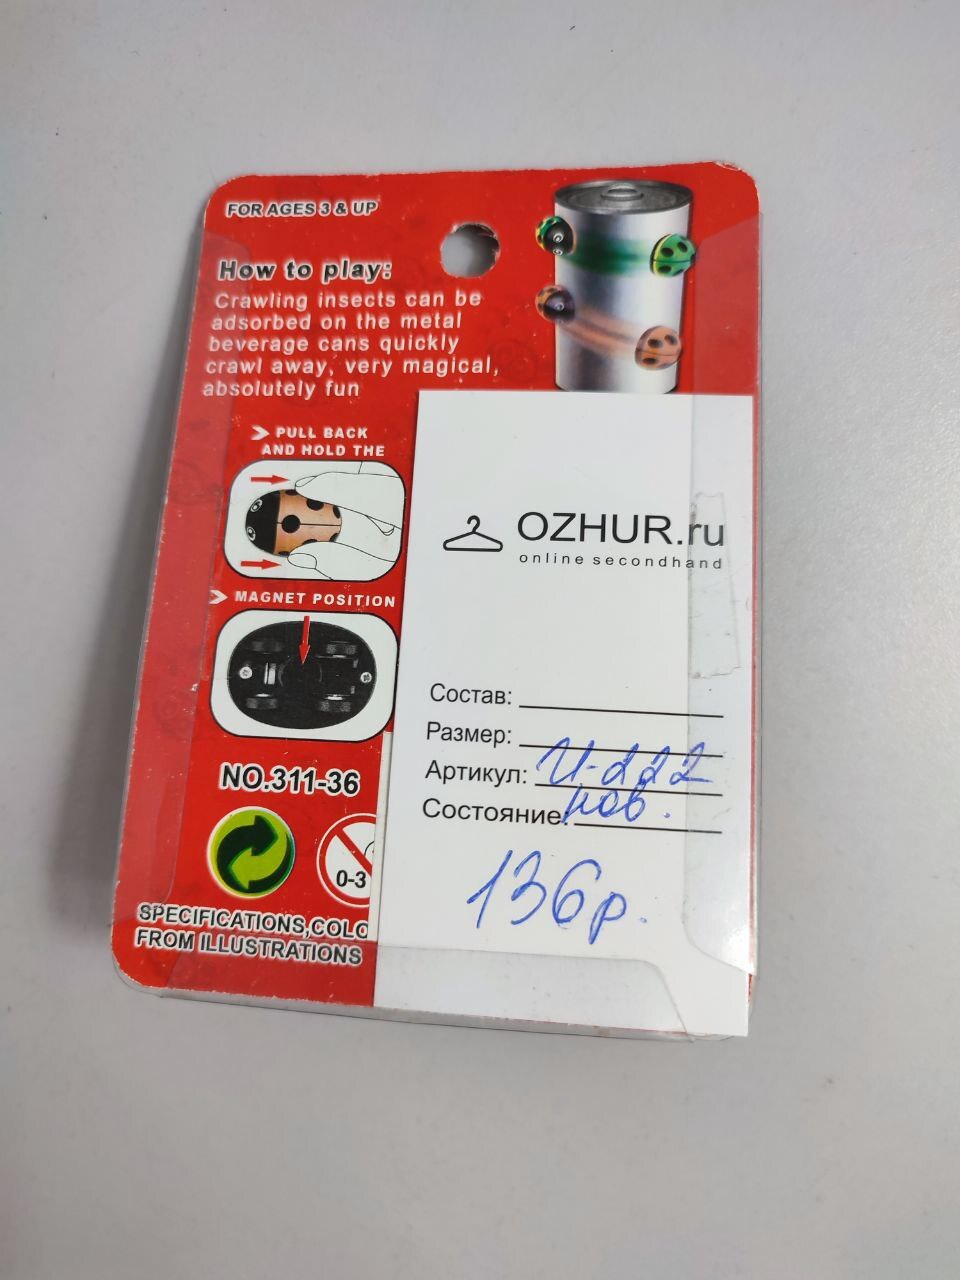 FOR AGES 3 & UP
How to play:
Crawling insects can be
adsorbed on the metal
beverage cans quickly
crawl away, very magical,
absolutely fun
PULL BACK
AND HOLD THE
MAGNET POSITION
NO.311-36
0-3
SPECIFICATIONS,COLO
FROM ILLUSTRATIONS
OZHUR.ru
online secondhand
Состав:
Размер:
Артикул: И-222
Состояние: нов.
136р.